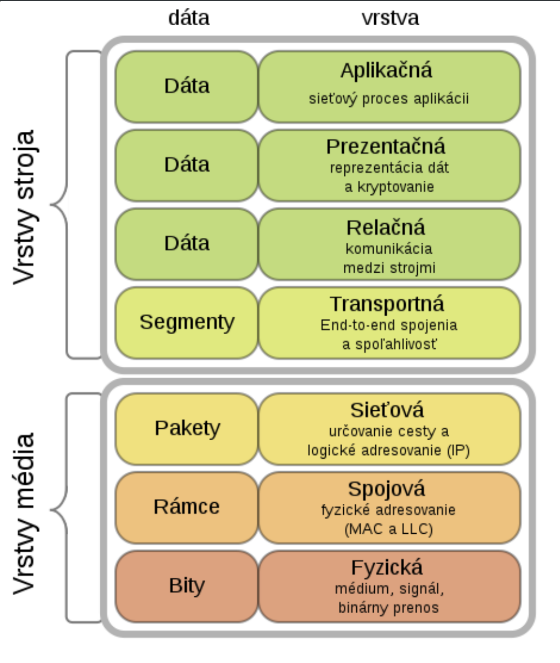 dáta vrstva
Vrstvy stroja
Dáta
Aplikačná
sieťový proces aplikácii
Dáta
Prezentačná
reprezentácia dát
a kryptovanie
Dáta
Relačná
komunikácia
medzi strojmi
Segmenty
Transportná
End-to-end spojenia
a spoľahlivosť
Vrstvy média
Pakety
Sieťová
určovanie cesty a
logické adresovanie (IP)
Rámce
Spojová
fyzické adresovanie
(MAC a LLC)
Bity
Fyzická
médium, signál,
binárny prenos